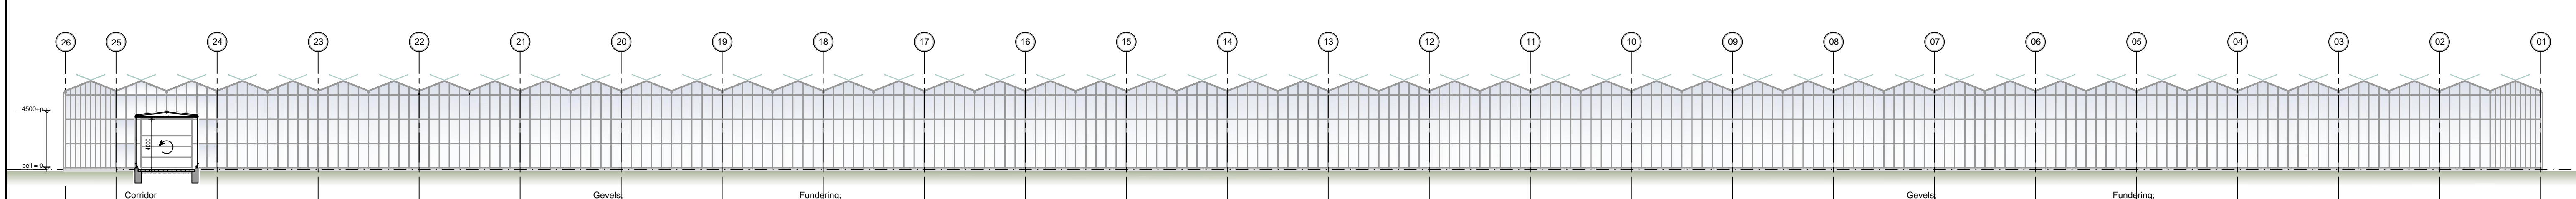 26 25 24 23 22 21 20 19 18 17 16 15 14 13 12 11 10 09 08 07 06 05 04 03 02 01
4500+p
4000
peil = 0
Corridor Gevels; Fundering; Gevels; Fundering;